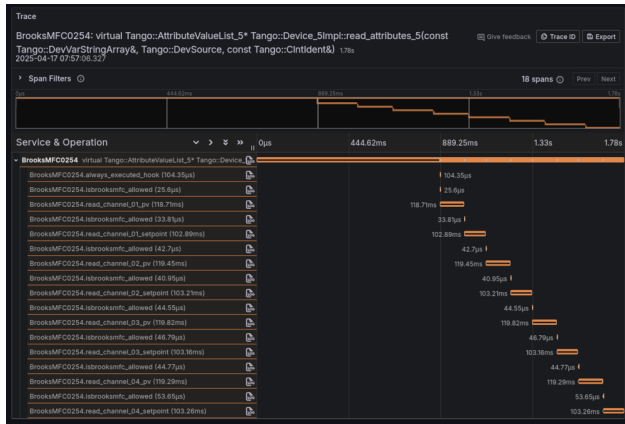 Trace
BrooksMFC0254: virtual Tango::AttributeValueList_5* Tango::Device_5Impl::read_attributes_5(const
Tango::DevVarStringArray&, Tango::DevSource, const Tango::ClntIdent&) 1.78s
2025-04-17 07:57:06.327
Give feedback
Trace ID
Export
Span Filters
18 spans
Prev Next
0μs 444.62ms 889.25ms 1.33s 1.78s
Service & Operation
0μs 444.62ms 889.25ms 1.33s 1.78s
BrooksMFC0254 virtual Tango::AttributeValueList_5* Tango::Device_
BrooksMFC0254.always_executed_hook (104.35μs) 104.35μs
BrooksMFC0254.isbrooksmfc_allowed (25.6μs) 25.6μs
BrooksMFC0254.read_channel_01_pv (118.71ms) 118.71ms
BrooksMFC0254.isbrooksmfc_allowed (33.81μs) 33.81μs
BrooksMFC0254.read_channel_01_setpoint (102.89ms) 102.89ms
BrooksMFC0254.isbrooksmfc_allowed (42.7μs) 42.7μs
BrooksMFC0254.read_channel_02_pv (119.45ms) 119.45ms
BrooksMFC0254.isbrooksmfc_allowed (40.95μs) 40.95μs
BrooksMFC0254.read_channel_02_setpoint (103.21ms) 103.21ms
BrooksMFC0254.isbrooksmfc_allowed (44.55μs) 44.55μs
BrooksMFC0254.read_channel_03_pv (119.82ms) 119.82ms
BrooksMFC0254.isbrooksmfc_allowed (46.79μs) 46.79μs
BrooksMFC0254.read_channel_03_setpoint (103.16ms) 103.16ms
BrooksMFC0254.isbrooksmfc_allowed (44.77μs) 44.77μs
BrooksMFC0254.read_channel_04_pv (119.29ms) 119.29ms
BrooksMFC0254.isbrooksmfc_allowed (53.65μs) 53.65μs
BrooksMFC0254.read_channel_04_setpoint (103.26ms) 103.26ms